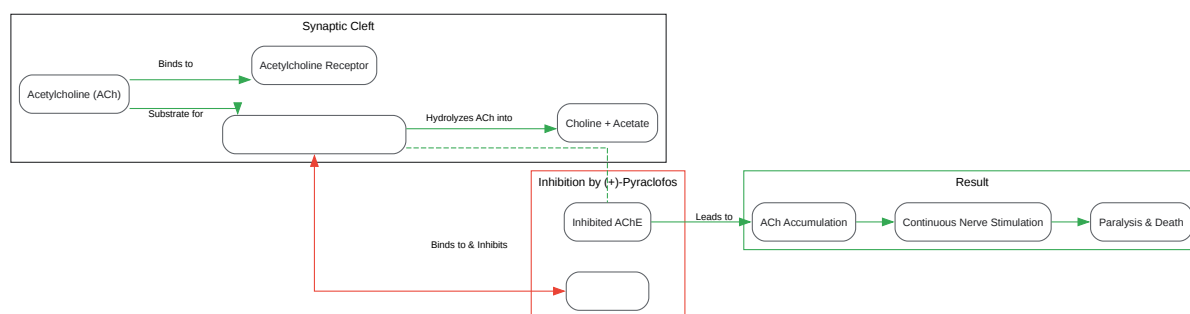 Synaptic Cleft
Binds to
Acetylcholine Receptor
Acetylcholine (ACh)
Substrate for
Hydrolyzes ACh into
Choline + Acetate
Inhibition by (+)-Pyraclofos
Result
Inhibited AChE
Leads to
ACh Accumulation
Continuous Nerve Stimulation
Paralysis & Death
Binds to & Inhibits